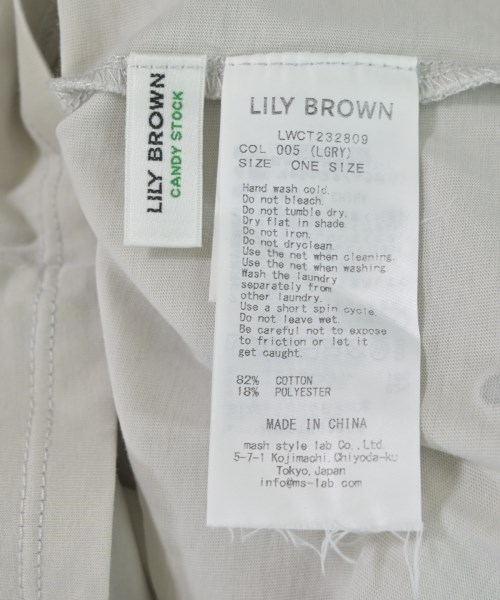 LILY BROWN
CANDY STOCK
LILY BROWN
LWCT232809
COL 005 (LGRY)
SIZE ONE SIZE
Hand wash cold.
Do not bleach.
Do not tumble dry.
Dry flat in shade
Do not iron.
Do not dryclean.
Use the net when cleaning.
Use the net when washing.
Wash the laundry
separately from
other laundry.
Use a short spin cycle.
Do not leave wet.
Be careful not to expose
to friction or let it
get caught.
82% COTTON
18% POLYESTER
MADE IN CHINA
mash style lab Co., Ltd.
5-7-1 Kojimachi, Chiyoda-ku
Tokyo, Japan
info@ms-lab.com